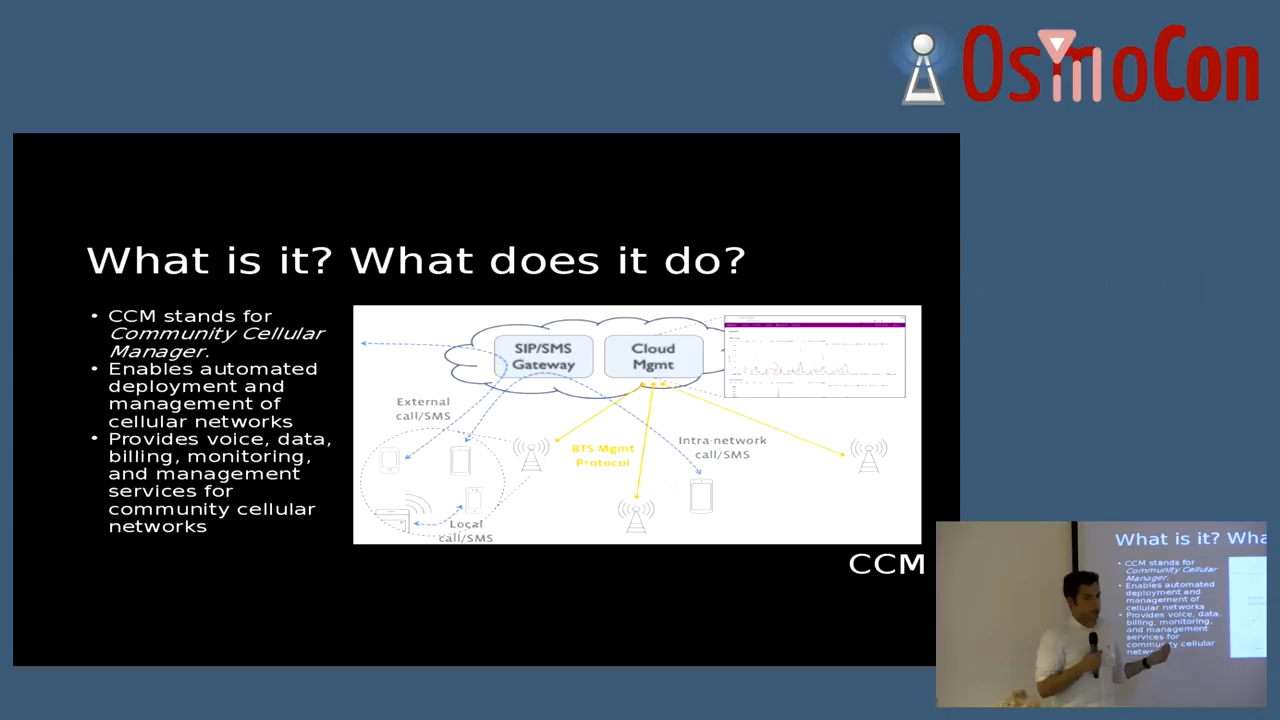 OsmoCon
What is it? What does it do?
• CCM stands for
Community Cellular
Manager.
• Enables automated
deployment and
management of
cellular networks
• Provides voice, data,
billing, monitoring,
and management
services for
community cellular
networks
SIP/SMS
Gateway
Cloud
Mgmt
External
call/SMS
BTS Mgmt
Protocol
Intra-network
call/SMS
Local
call/SMS
CCM
What is it? Wha
• CCM stands for
Community Cellular
Manager.
• Enables automated
deployment and
management of
cellular networks
• Provides voice, data,
billing, monitoring,
and management
services for
community cellular
netw